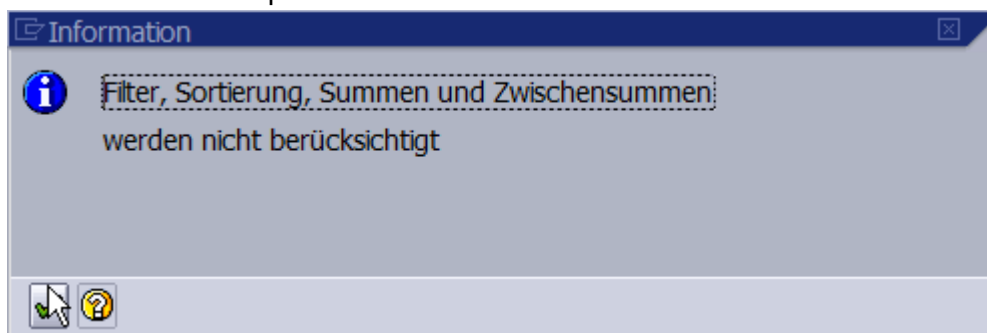 Information
Filter, Sortierung, Summen und Zwischensummen
werden nicht berücksichtigt